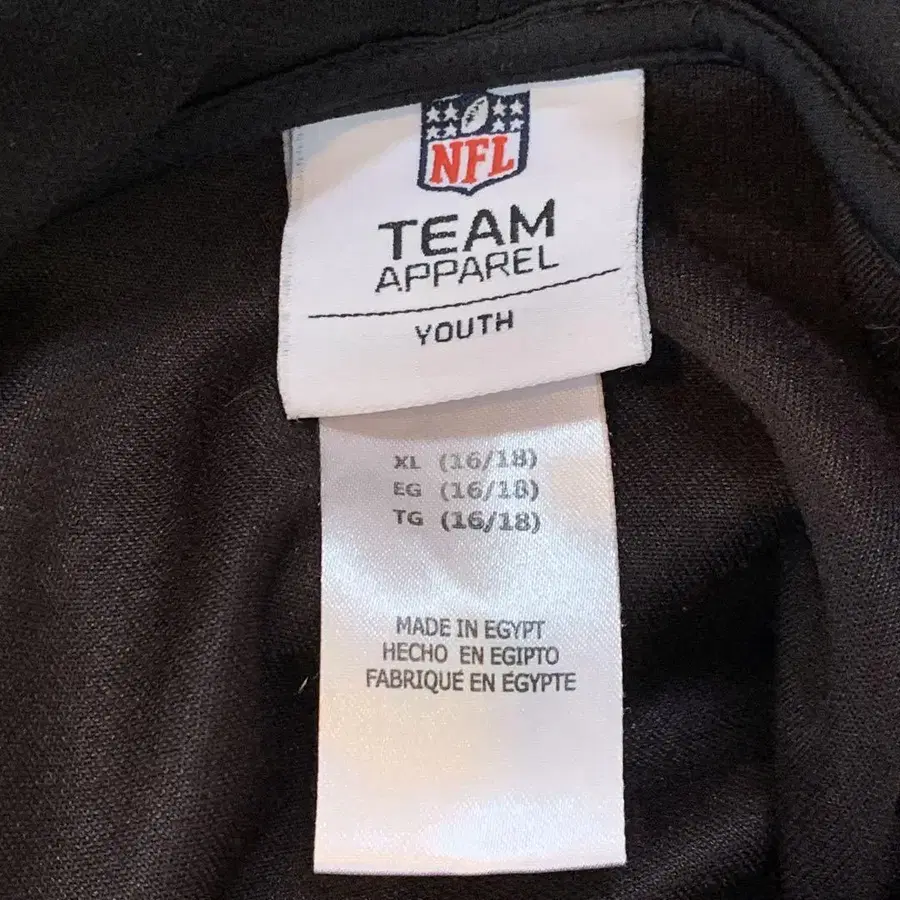 NFL
TEAM
APPAREL
YOUTH
XL (16/18)
EG (16/18)
TG (16/18)
MADE IN EGYPT
HECHO EN EGIPTO
FABRIQUÉ EN ÉGYPTE